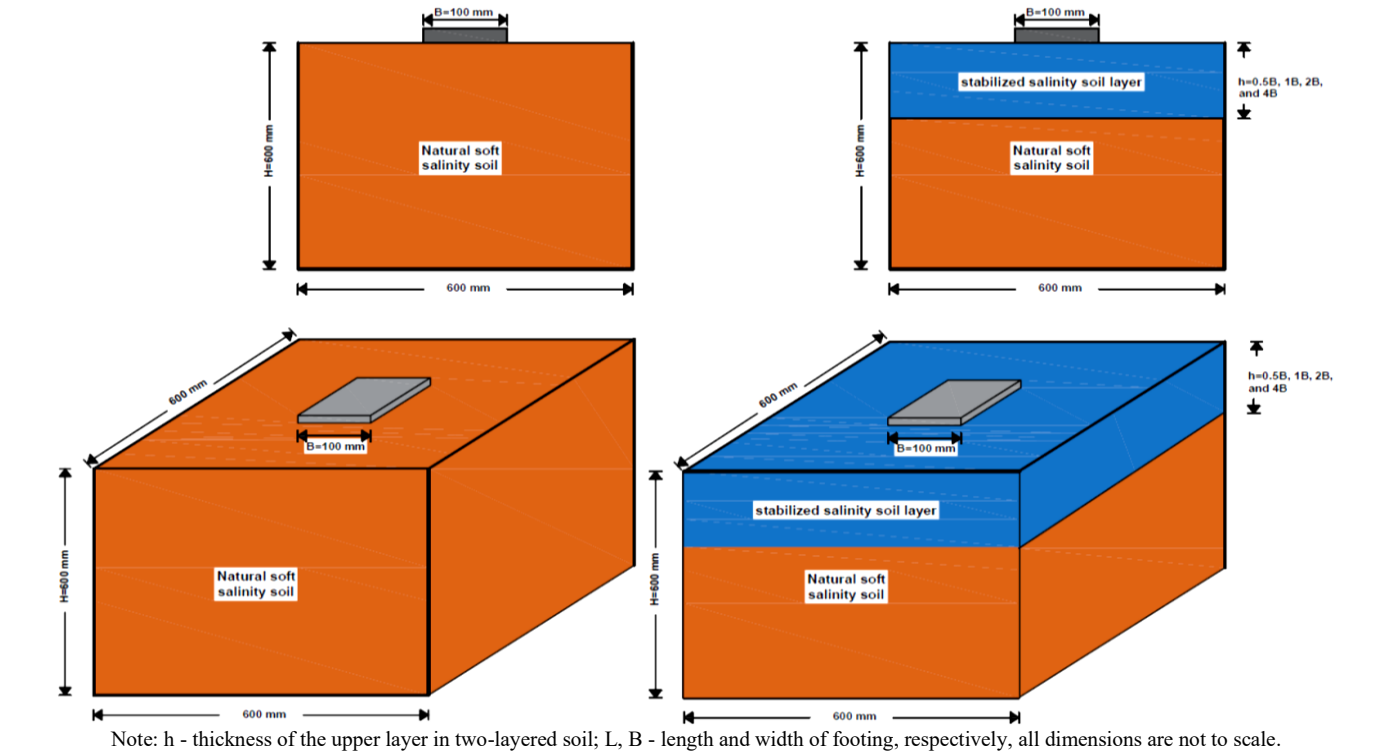 B=100 mm
B=100 mm
stabilized salinity soil layer
h=0.5B, 1B, 2B,
and 4B
H=600 mm
Natural soft
salinity soil
H=600 mm
Natural soft
salinity soil
600 mm
600 mm
600 mm
B=100 mm
600 mm
B=100 mm
h=0.5B, 1B, 2B,
and 4B
stabilized salinity soil layer
H=600 mm
Natural soft
salinity soil
H=600 mm
Natural soft
salinity soil
600 mm
600 mm
Note: h - thickness of the upper layer in two-layered soil; L, B - length and width of footing, respectively, all dimensions are not to scale.